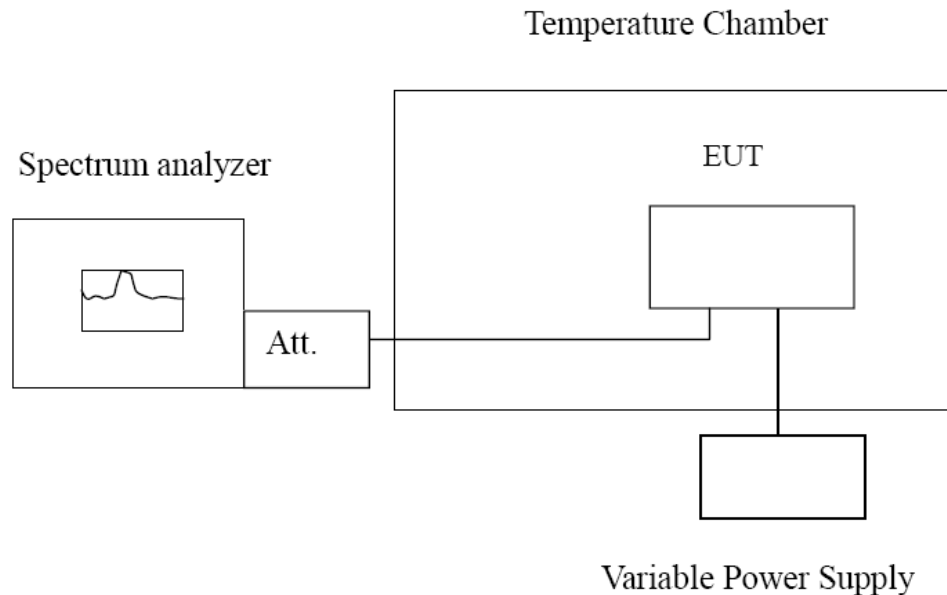 Temperature Chamber
Spectrum analyzer
EUT
Att.
Variable Power Supply